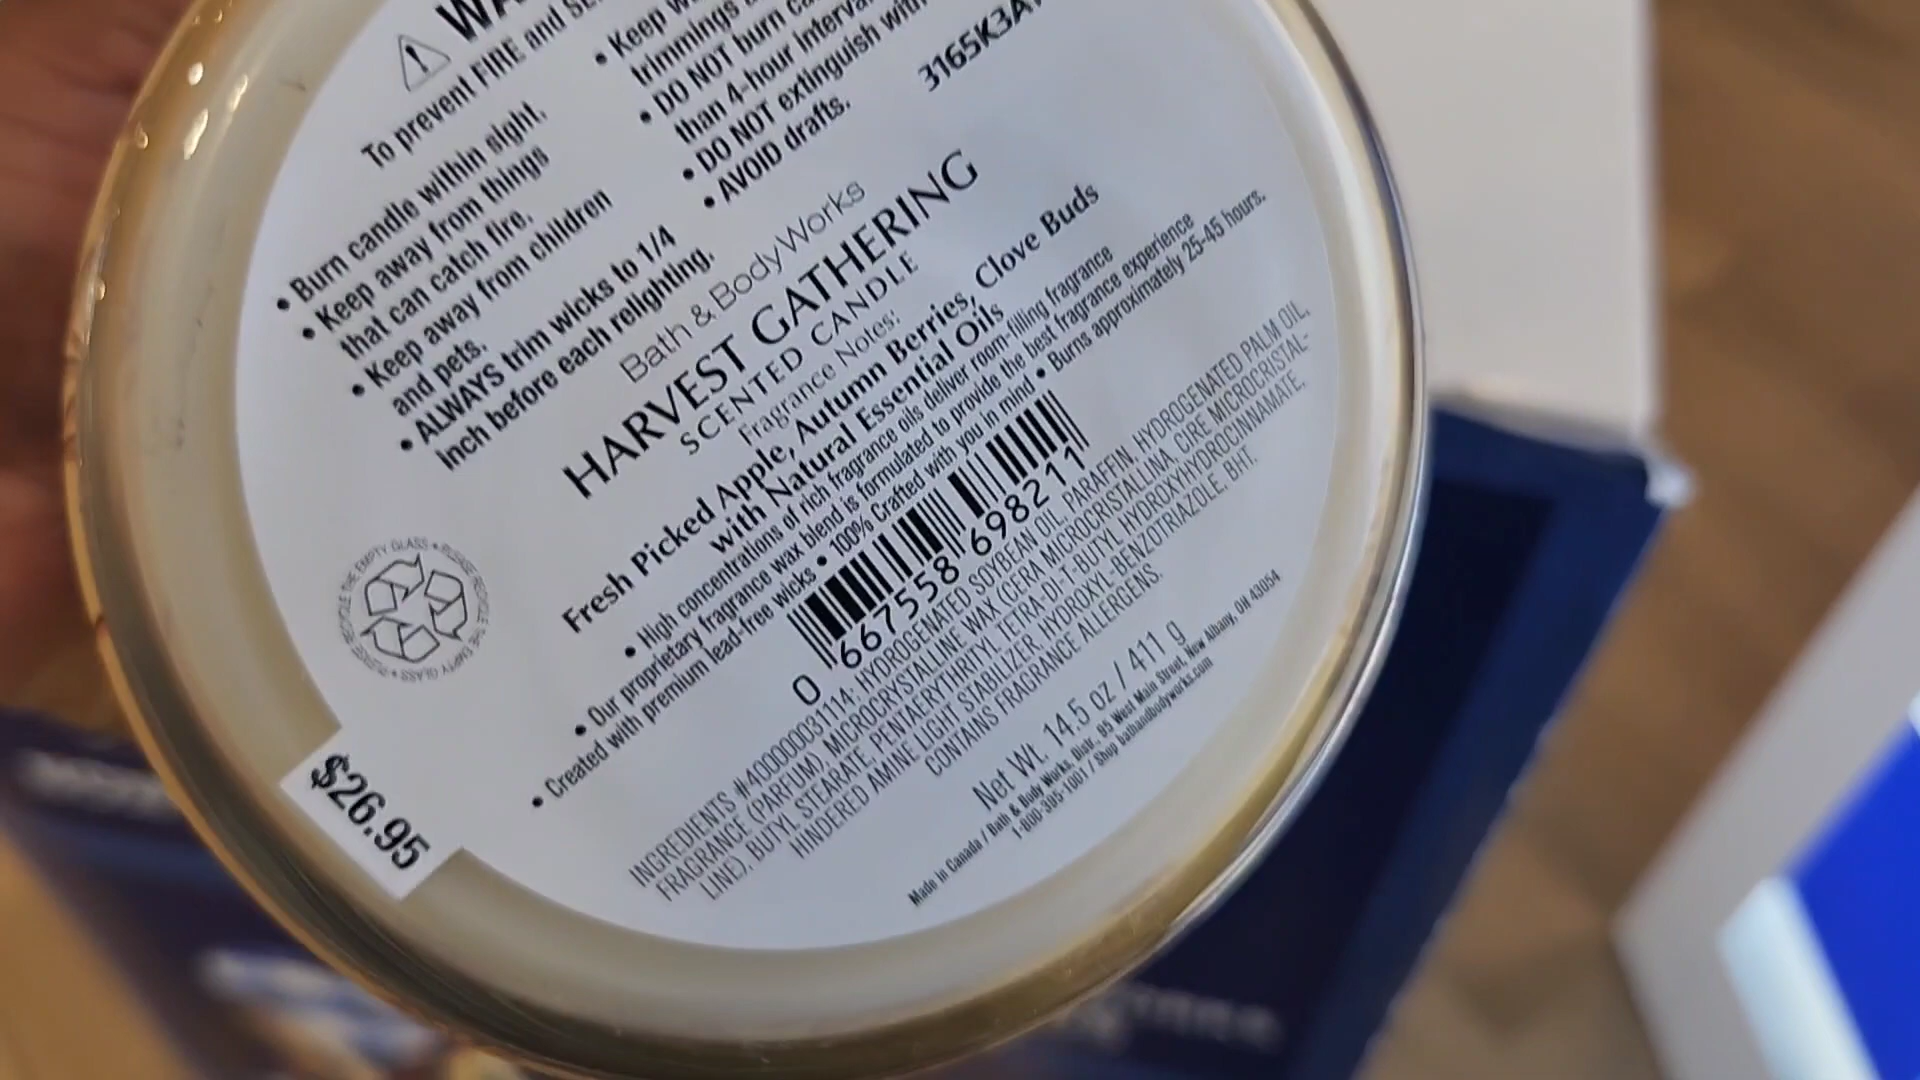 To prevent FIRE and
• Burn candle within sight.
• Keep away from things
that can catch fire.
• Keep away from children
and pets.
• ALWAYS trim wicks to 1/4
inch before each relighting.
• Keep
trimmings
• DO NOT burn
than 4-hour
• DO NOT extinguish with
• AVOID drafts.
3165K3A
Bath & Body Works
HARVEST GATHERING
SCENTED CANDLE
Fragrance Notes:
Fresh Picked Apple, Autumn Berries, Clove Buds
with Natural Essential Oils
• High concentrations of rich fragrance oils deliver room-filling fragrance
• Our proprietary fragrance wax blend is formulated to provide the best fragrance experience
• Created with premium lead-free wicks • 100% Crafted with you in mind • Burns approximately 25-45 hours.
0 667558 698211
INGREDIENTS #40000031114: HYDROGENATED SOYBEAN OIL, PARAFFIN, HYDROGENATED PALM OIL,
FRAGRANCE (PARFUM), MICROCRYSTALLINE WAX (CERA MICROCRISTALLINA, CIRE MICROCRISTAL-
LINE), BUTYL STEARATE, PENTAERYTHRITYL TETRA-DI-T-BUTYL HYDROXYHYDROCINNAMATE,
HINDERED AMINE LIGHT STABILIZER, HYDROXYL BENZOTRIAZOLE, BHT.
CONTAINS FRAGRANCE ALLERGENS.
Net Wt. 14.5 oz / 411 g
Made in Canada / Bath & Body Works, Distr., 95 West Main Street, New Albany, OH 43054
1-800-395-1001 / Shop bathandbodyworks.com
PLEASE RECYCLE THE EMPTY GLASS • PLEASE RECYCLE THE EMPTY GLASS •
$26.95